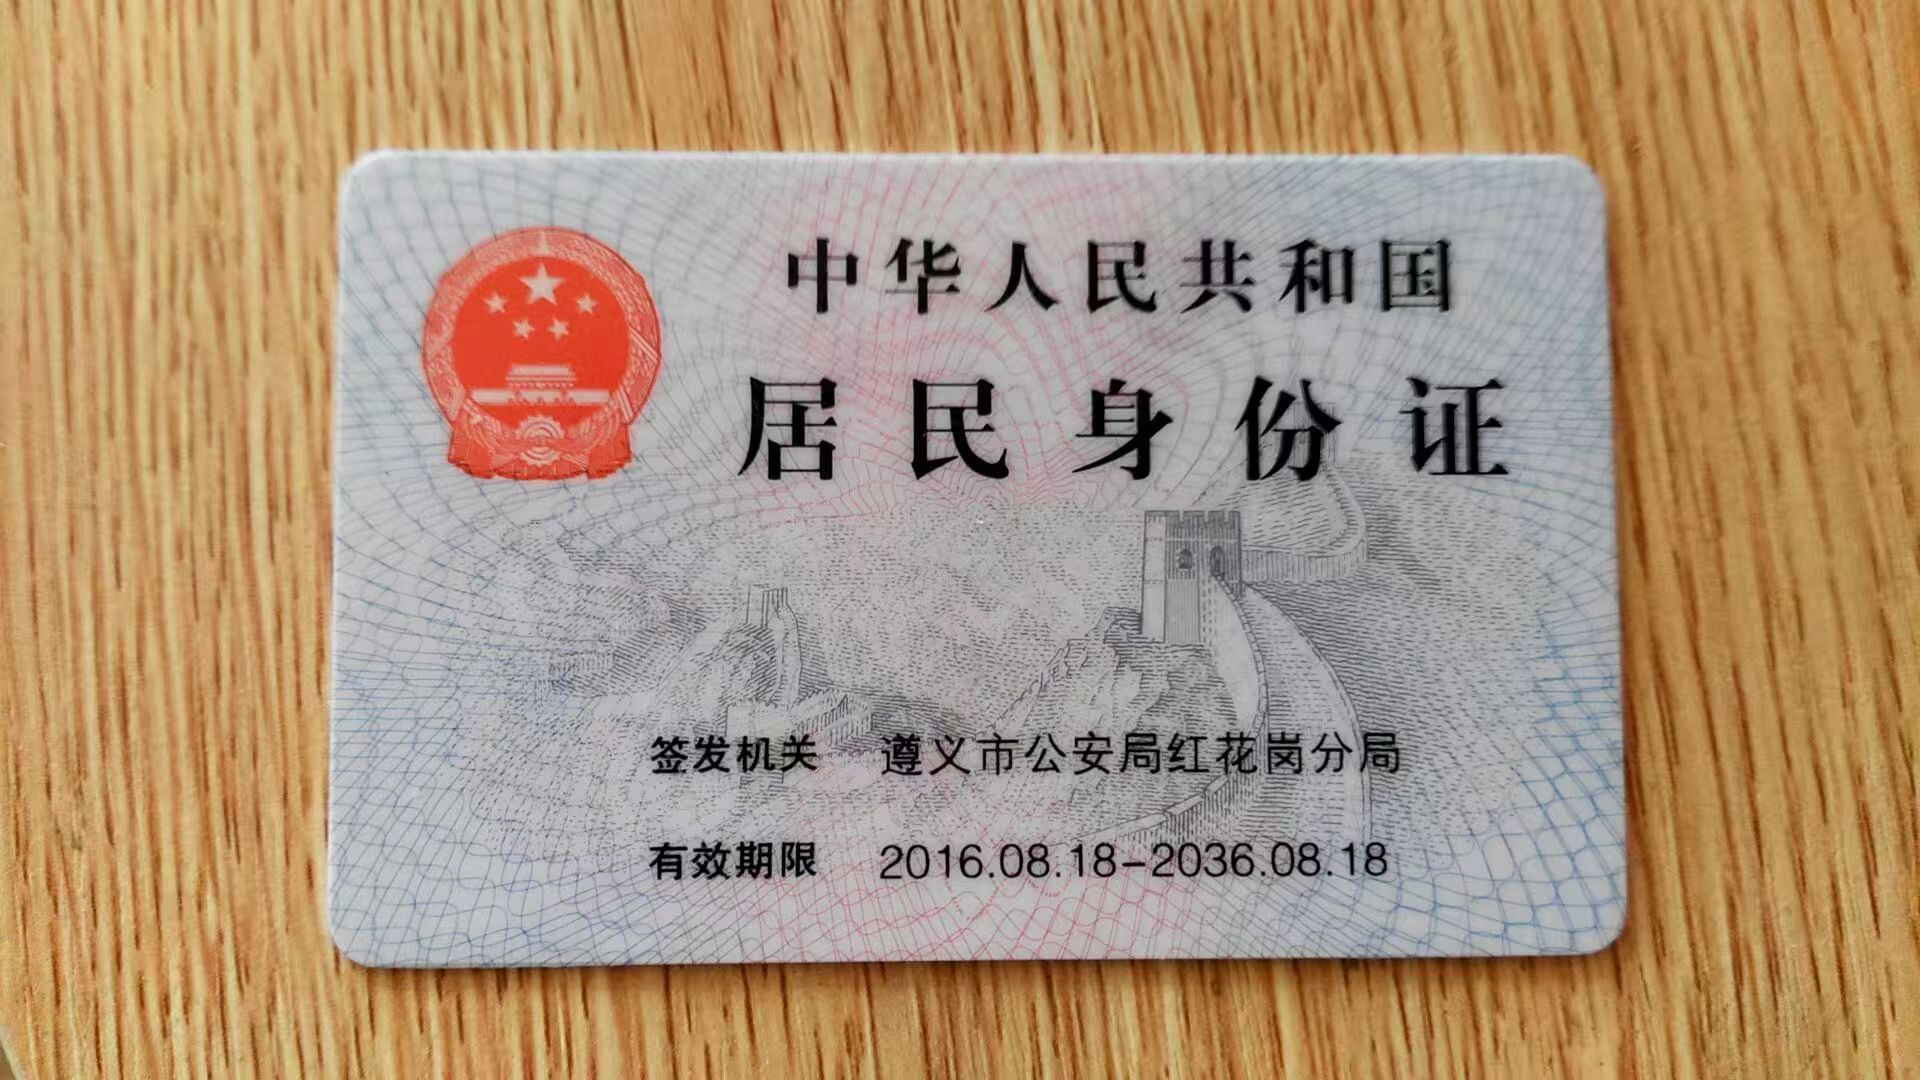 中华人民共和国
居民身份证
签发机关 遵义市公安局红花岗分局
有效期限 2016.08.18-2036.08.18